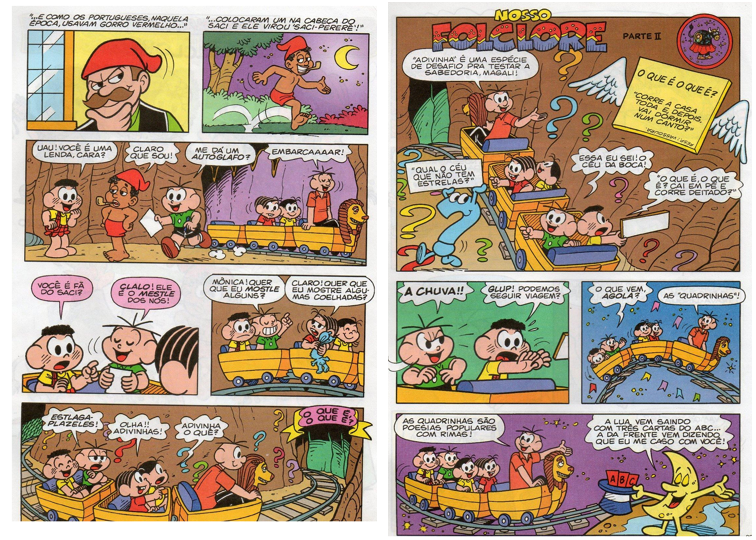 "...E COMO OS PORTUGUESES, NAQUELA
ÉPOCA, USAVAM GORRO VERMELHO..."
"...COLOCARAM UM NA CABEÇA DO
SACI E ELE VIROU 'SACI-PERERÊ'!"
UAU! VOCÊ É UMA
LENDA, CARA?
CLARO
QUE SOU!
ME DÁ UM
AUTÓGLAFO?
EMBARCAAAAR!
VOCÊ É FÃ
DO SACI?
CLALO! ELE
É O MESTLE
DOS NÓS!
MÔNICA! QUER
QUE EU MOSTLE
ALGUNS?
CLARO! QUER QUE
EU MOSTRE ALGU-
MAS COELHADAS?
ESTLAGA-
PLAZELES!
OLHA!!
ADIVINHAS!
ADIVINHA
O QUÊ?
O QUE É,
O QUE É?
NOSSO
FOLCLORE
PARTE II
"ADIVINHA" É UMA ESPÉCIE
DE DESAFIO PRA TESTAR A
SABEDORIA, MAGALI!
O QUE É O QUE É?
"CORRE A CASA
TODA E DEPOIS,
VAI DORMIR
NUM CANTO?"
RESP.: VASSOURA
"QUAL O CÉU
QUE NÃO TEM
ESTRELAS?"
ESSA EU SEI! O
CÉU DA BOCA!
"O QUE É, O QUE
É? CAI EM PÉ E
CORRE DEITADO?"
A CHUVA!!
GLUP! PODEMOS
SEGUIR VIAGEM?
O QUE VEM,
AGOLA?
AS "QUADRINHAS"!
AS QUADRINHAS SÃO
POESIAS POPULARES
COM RIMAS!
A LUA VEM SAINDO
COM TRÊS CARTAS DO ABC...
A DA FRENTE VEM DIZENDO
QUE EU ME CASO COM VOCÊ!
ABC